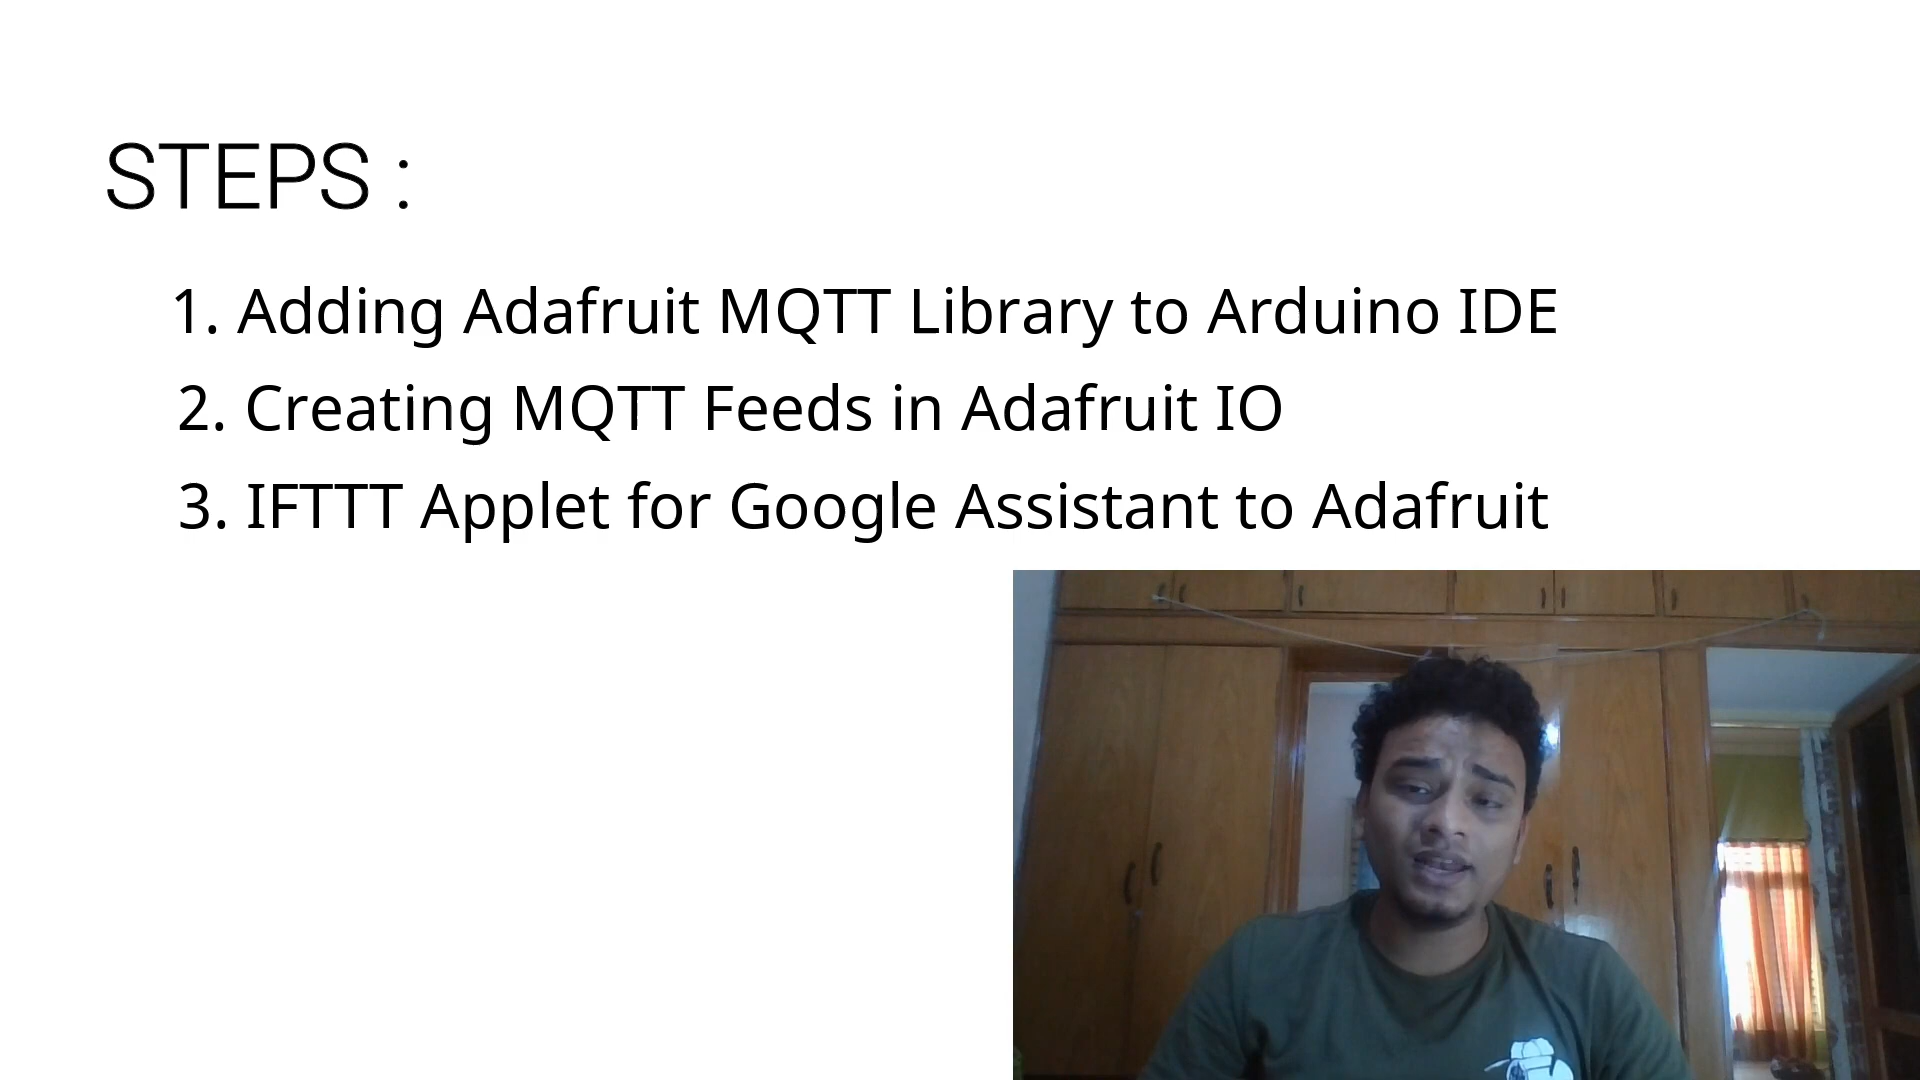 STEPS :
1. Adding Adafruit MQTT Library to Arduino IDE
2. Creating MQTT Feeds in Adafruit IO
3. IFTTT Applet for Google Assistant to Adafruit